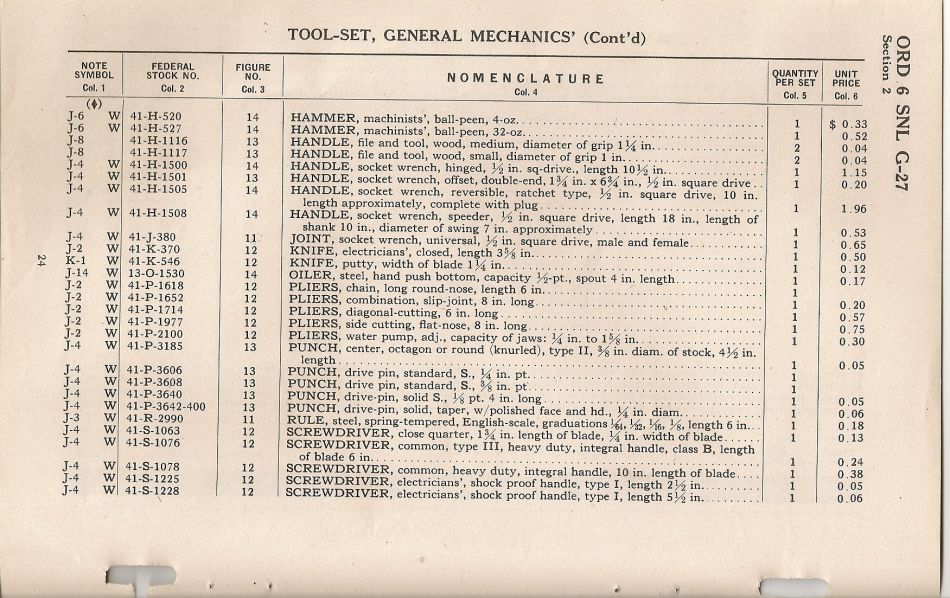 TOOL-SET, GENERAL MECHANICS' (Cont'd)
ORD 6 SNL G-27
Section 2
NOTE SYMBOL Col. 1 | FEDERAL STOCK NO. Col. 2 | FIGURE NO. Col. 3 | NOMENCLATURE Col. 4 | QUANTITY PER SET Col. 5 | UNIT PRICE Col. 6
(♦)
J-6 W 41-H-520 14 HAMMER, machinists', ball-peen, 4-oz. 1 $ 0.33
J-6 W 41-H-527 14 HAMMER, machinists', ball-peen, 32-oz. 1 0.52
J-8 41-H-1116 13 HANDLE, file and tool, wood, medium, diameter of grip 1¼ in. 2 0.04
J-8 41-H-1117 13 HANDLE, file and tool, wood, small, diameter of grip 1 in. 2 0.04
J-4 W 41-H-1500 14 HANDLE, socket wrench, hinged, ½ in. sq-drive., length 10½ in. 1 1.15
J-4 W 41-H-1501 13 HANDLE, socket wrench, offset, double-end, 1¾ in. x 6¾ in., ½ in. square drive 1 0.20
J-4 W 41-H-1505 14 HANDLE, socket wrench, reversible, ratchet type, ½ in. square drive, 10 in.
length approximately, complete with plug 1 1.96
J-4 W 41-H-1508 14 HANDLE, socket wrench, speeder, ½ in. square drive, length 18 in., length of
shank 10 in., diameter of swing 7 in. approximately 1 0.53
J-4 W 41-J-380 11 JOINT, socket wrench, universal, ½ in. square drive, male and female 1 0.65
J-2 W 41-K-370 12 KNIFE, electricians', closed, length 3⅝ in. 1 0.50
K-1 W 41-K-546 12 KNIFE, putty, width of blade 1¼ in. 1 0.12
J-14 W 13-O-1530 14 OILER, steel, hand push bottom, capacity ½-pt., spout 4 in. length 1 0.17
J-2 W 41-P-1618 12 PLIERS, chain, long round-nose, length 6 in. 1
J-2 W 41-P-1652 12 PLIERS, combination, slip-joint, 8 in. long 1 0.20
J-2 W 41-P-1714 12 PLIERS, diagonal-cutting, 6 in. long 1 0.57
J-2 W 41-P-1977 12 PLIERS, side cutting, flat-nose, 8 in. long 1 0.75
J-2 W 41-P-2100 12 PLIERS, water pump, adj., capacity of jaws: ¼ in. to 1⅝ in. 1 0.30
J-4 W 41-P-3185 13 PUNCH, center, octagon or round (knurled), type II, ⅜ in. diam. of stock, 4½ in.
length 1 0.05
J-4 W 41-P-3606 13 PUNCH, drive pin, standard, S., ¼ in. pt. 1
J-4 W 41-P-3608 13 PUNCH, drive pin, standard, S., ⅜ in. pt. 1
J-4 W 41-P-3640 13 PUNCH, drive-pin, solid S., ⅛ pt. 4 in. long 1 0.05
J-4 W 41-P-3642-400 13 PUNCH, drive-pin, solid, taper, w/polished face and hd., ¼ in. diam. 1 0.06
J-3 W 41-R-2990 11 RULE, steel, spring-tempered, English-scale, graduations 1/64, 1/32, 1/16, ⅛, length 6 in. 1 0.18
J-4 W 41-S-1063 12 SCREWDRIVER, close quarter, 1¾ in. length of blade, ¼ in. width of blade 1 0.13
J-4 W 41-S-1076 12 SCREWDRIVER, common, type III, heavy duty, integral handle, class B, length
of blade 6 in. 1 0.24
J-4 W 41-S-1078 12 SCREWDRIVER, common, heavy duty, integral handle, 10 in. length of blade 1 0.38
J-4 W 41-S-1225 12 SCREWDRIVER, electricians', shock proof handle, type I, length 2½ in. 1 0.05
J-4 W 41-S-1228 12 SCREWDRIVER, electricians', shock proof handle, type I, length 5½ in. 1 0.06
24